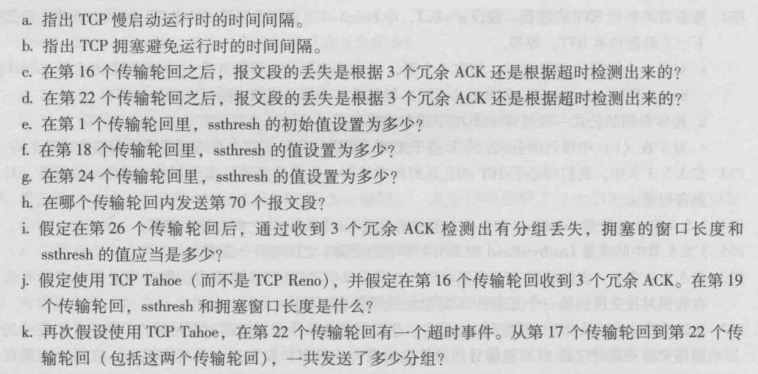 a. 指出 TCP 慢启动运行时的时间间隔。
b. 指出 TCP 拥塞避免运行时的时间间隔。
c. 在第 16 个传输轮回之后，报文段的丢失是根据 3 个冗余 ACK 还是根据超时检测出来的？
d. 在第 22 个传输轮回之后，报文段的丢失是根据 3 个冗余 ACK 还是根据超时检测出来的？
e. 在第 1 个传输轮回里，ssthresh 的初始值设置为多少？
f. 在第 18 个传输轮回里，ssthresh 的值设置为多少？
g. 在第 24 个传输轮回里，ssthresh 的值设置为多少？
h. 在哪个传输轮回内发送第 70 个报文段？
i. 假定在第 26 个传输轮回后，通过收到 3 个冗余 ACK 检测出有分组丢失，拥塞的窗口长度和
ssthresh 的值应当是多少？
j. 假定使用 TCP Tahoe（而不是 TCP Reno），并假定在第 16 个传输轮回收到 3 个冗余 ACK。在第 19
个传输轮回，ssthresh 和拥塞窗口长度是什么？
k. 再次假设使用 TCP Tahoe，在第 22 个传输轮回有一个超时事件。从第 17 个传输轮回到第 22 个传
输轮回（包括这两个传输轮回），一共发送了多少分组？